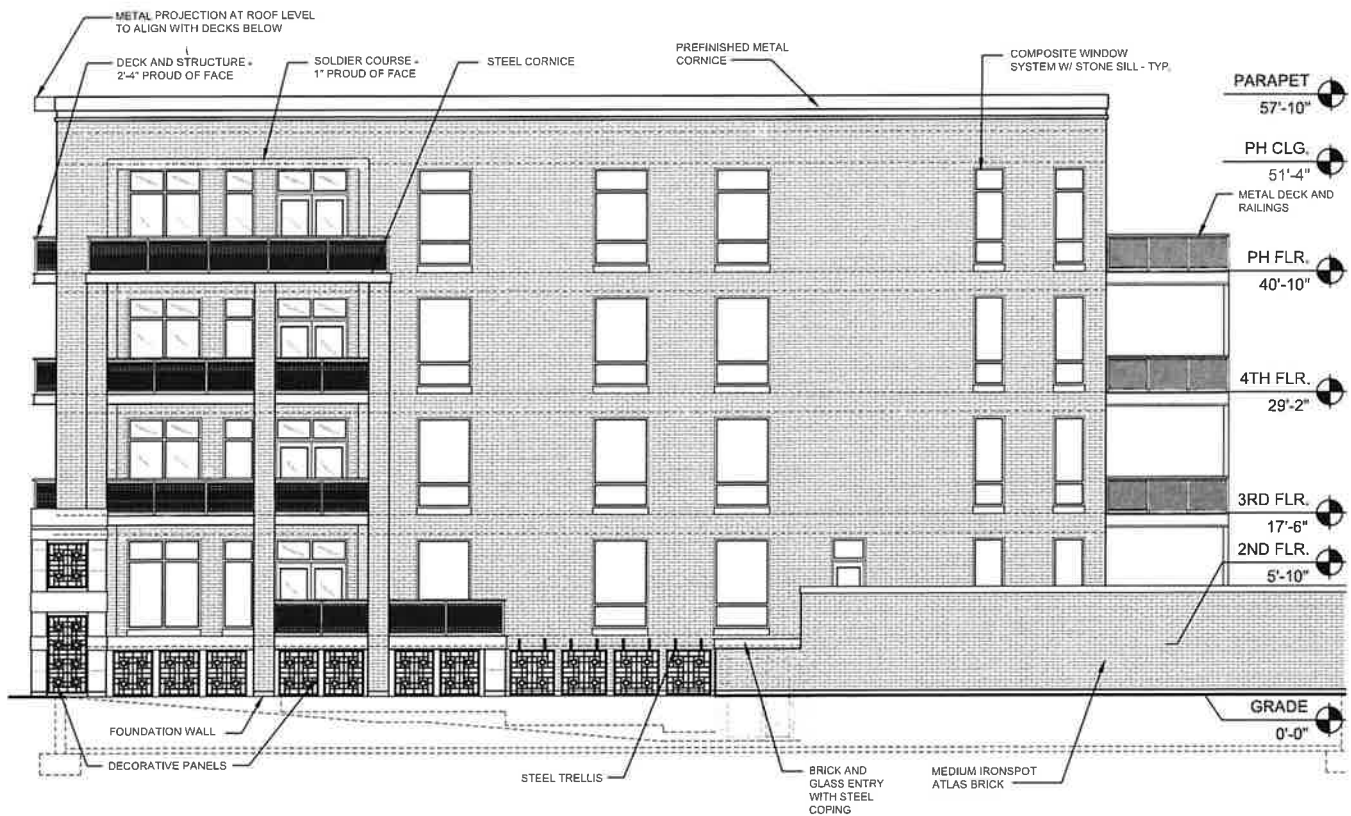 METAL PROJECTION AT ROOF LEVEL
TO ALIGN WITH DECKS BELOW
DECK AND STRUCTURE -
2'-4" PROUD OF FACE
SOLDIER COURSE -
1" PROUD OF FACE
STEEL CORNICE
PREFINISHED METAL
CORNICE
COMPOSITE WINDOW
SYSTEM W/ STONE SILL - TYP.
PARAPET
57'-10"
PH CLG.
51'-4"
METAL DECK AND
RAILINGS
PH FLR.
40'-10"
4TH FLR.
29'-2"
3RD FLR.
17'-6"
2ND FLR.
5'-10"
GRADE
0'-0"
FOUNDATION WALL
DECORATIVE PANELS
STEEL TRELLIS
BRICK AND
GLASS ENTRY
WITH STEEL
COPING
MEDIUM IRONSPOT
ATLAS BRICK